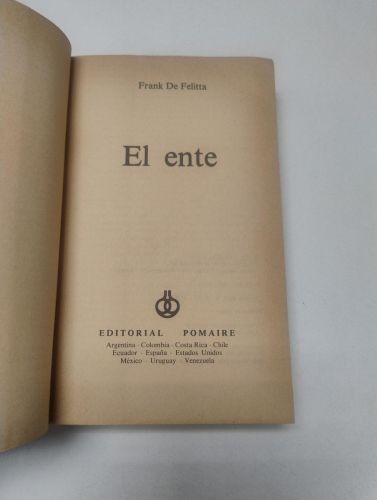 Frank De Felitta
El ente
EDITORIAL POMAIRE
Argentina · Colombia · Costa Rica · Chile
Ecuador · España · Estados Unidos
México · Uruguay · Venezuela